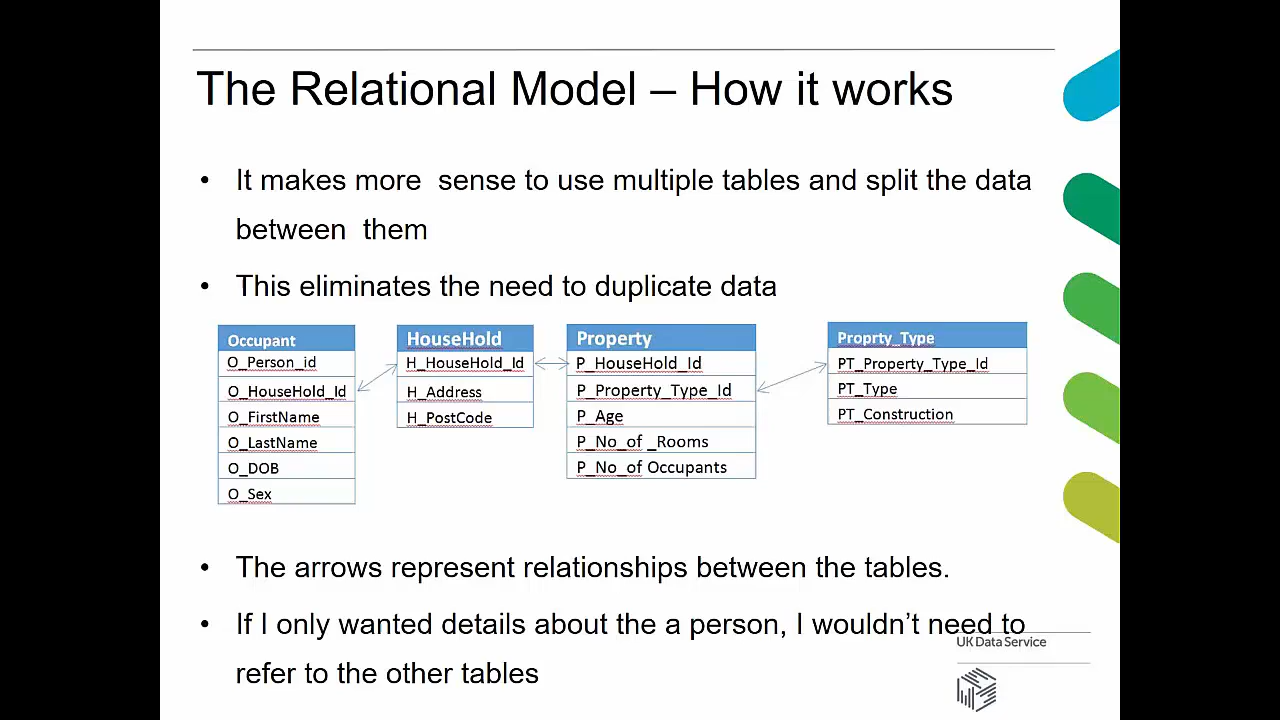 The Relational Model – How it works
• It makes more  sense to use multiple tables and split the data
between  them
• This eliminates the need to duplicate data
Occupant
O_Person_id
O_HouseHold_Id
O_FirstName
O_LastName
O_DOB
O_Sex
HouseHold
H_HouseHold_Id
H_Address
H_PostCode
Property
P_HouseHold_Id
P_Property_Type_Id
P_Age
P_No_of _Rooms
P_No_of Occupants
Proprty_Type
PT_Property_Type_Id
PT_Type
PT_Construction
• The arrows represent relationships between the tables.
• If I only wanted details about the a person, I wouldn’t need to
refer to the other tables
UK Data Service